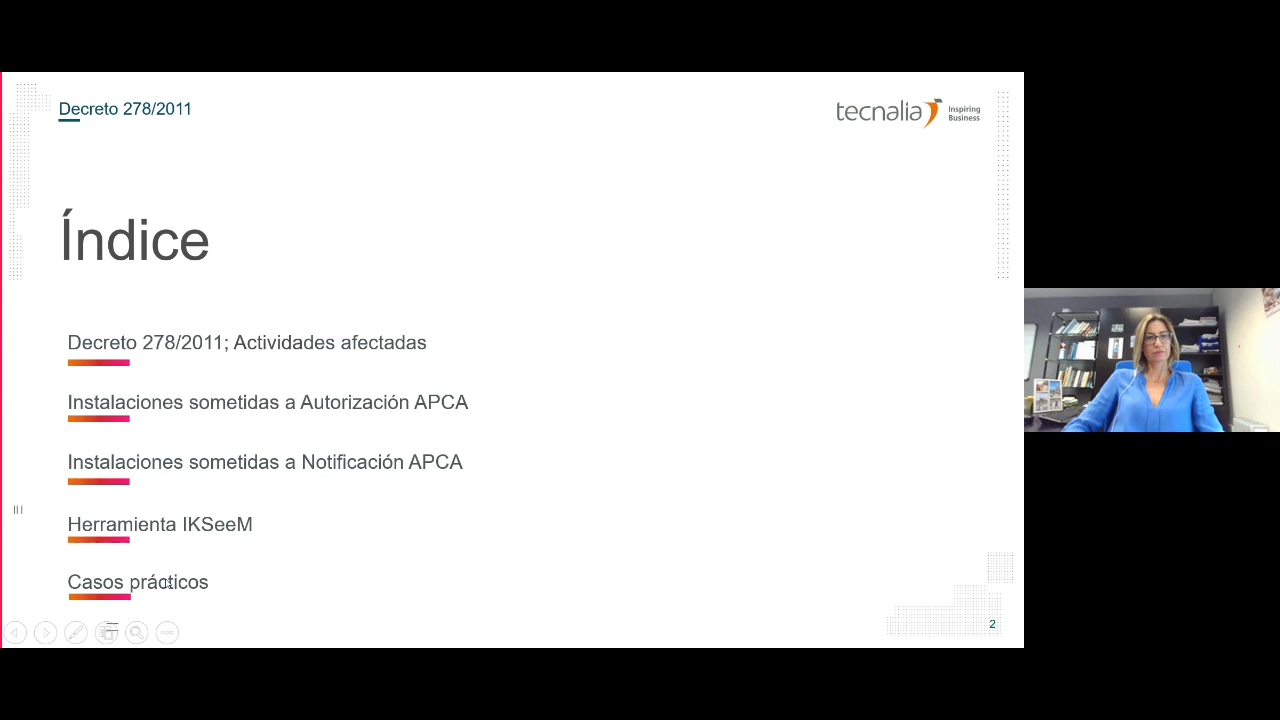 Decreto 278/2011
tecnalia
Inspiring
Business
Índice
Decreto 278/2011; Actividades afectadas
Instalaciones sometidas a Autorización APCA
Instalaciones sometidas a Notificación APCA
Herramienta IKSeeM
Casos prácticos
2